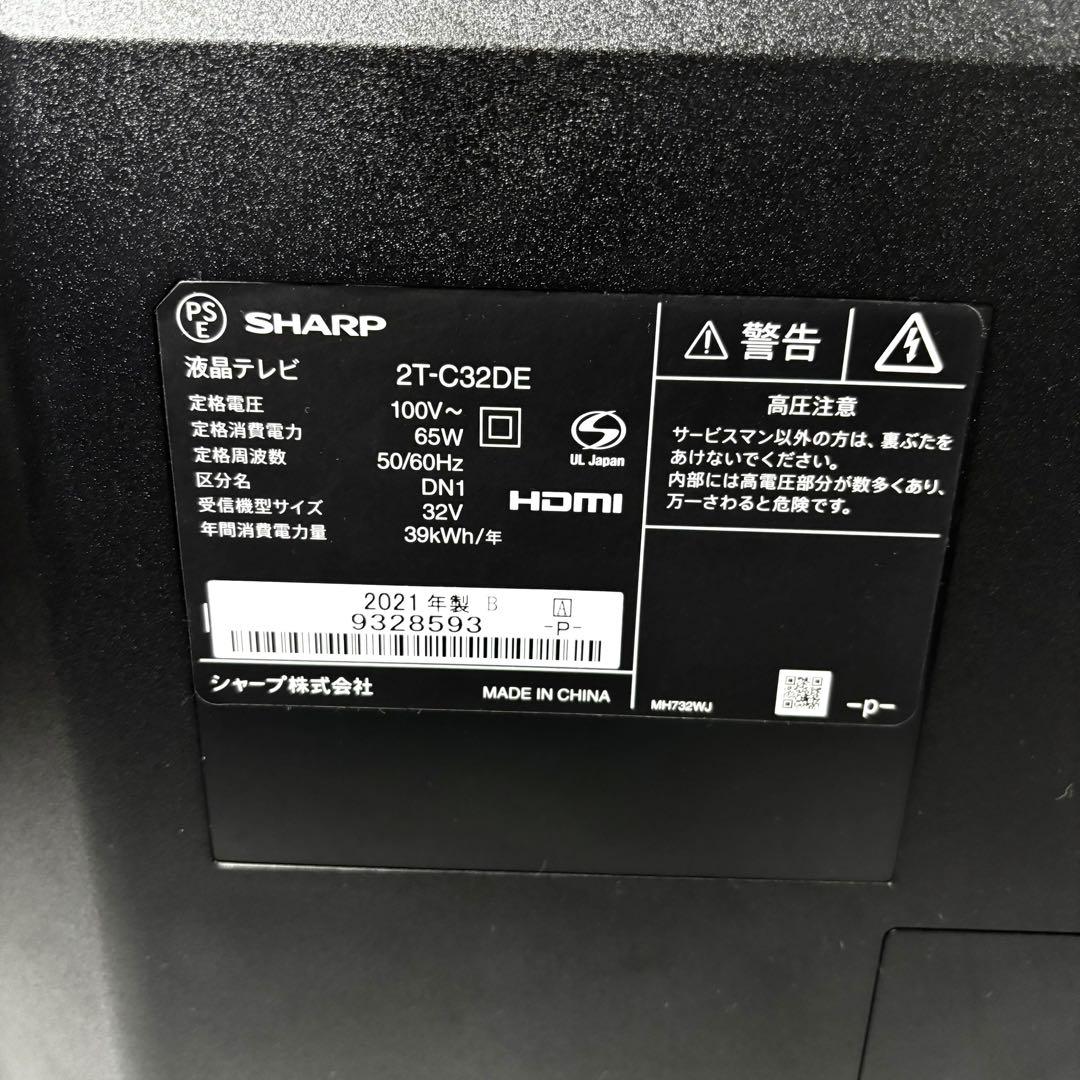 PSE SHARP
液晶テレビ 2T-C32DE
定格電圧 100V～
定格消費電力 65W
定格周波数 50/60Hz
区分名 DN1
受信機型サイズ 32V
年間消費電力量 39kWh/年
UL Japan
HDMI
2021年製 B A
9328593 -P-
シャープ株式会社 MADE IN CHINA
警告
高圧注意
サービスマン以外の方は、裏ぶたを
あけないでください。
内部には高電圧部分が数多くあり、
万一さわると危険です。
MH732WJ -p-